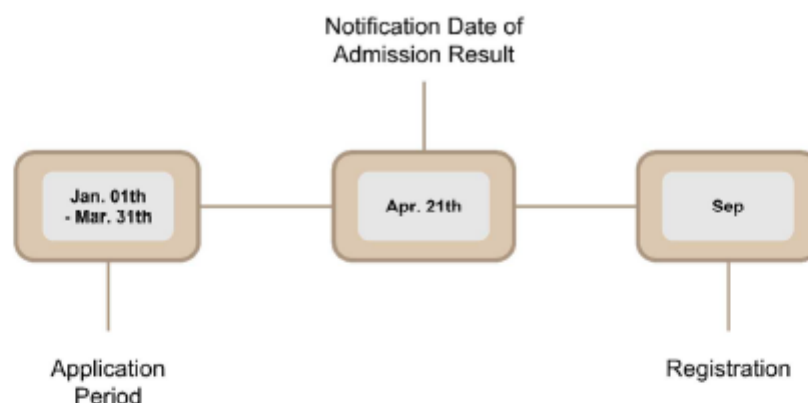 Notification Date of
Admission Result
Jan. 01th
- Mar. 31th
Apr. 21th
Sep
Application
Period
Registration